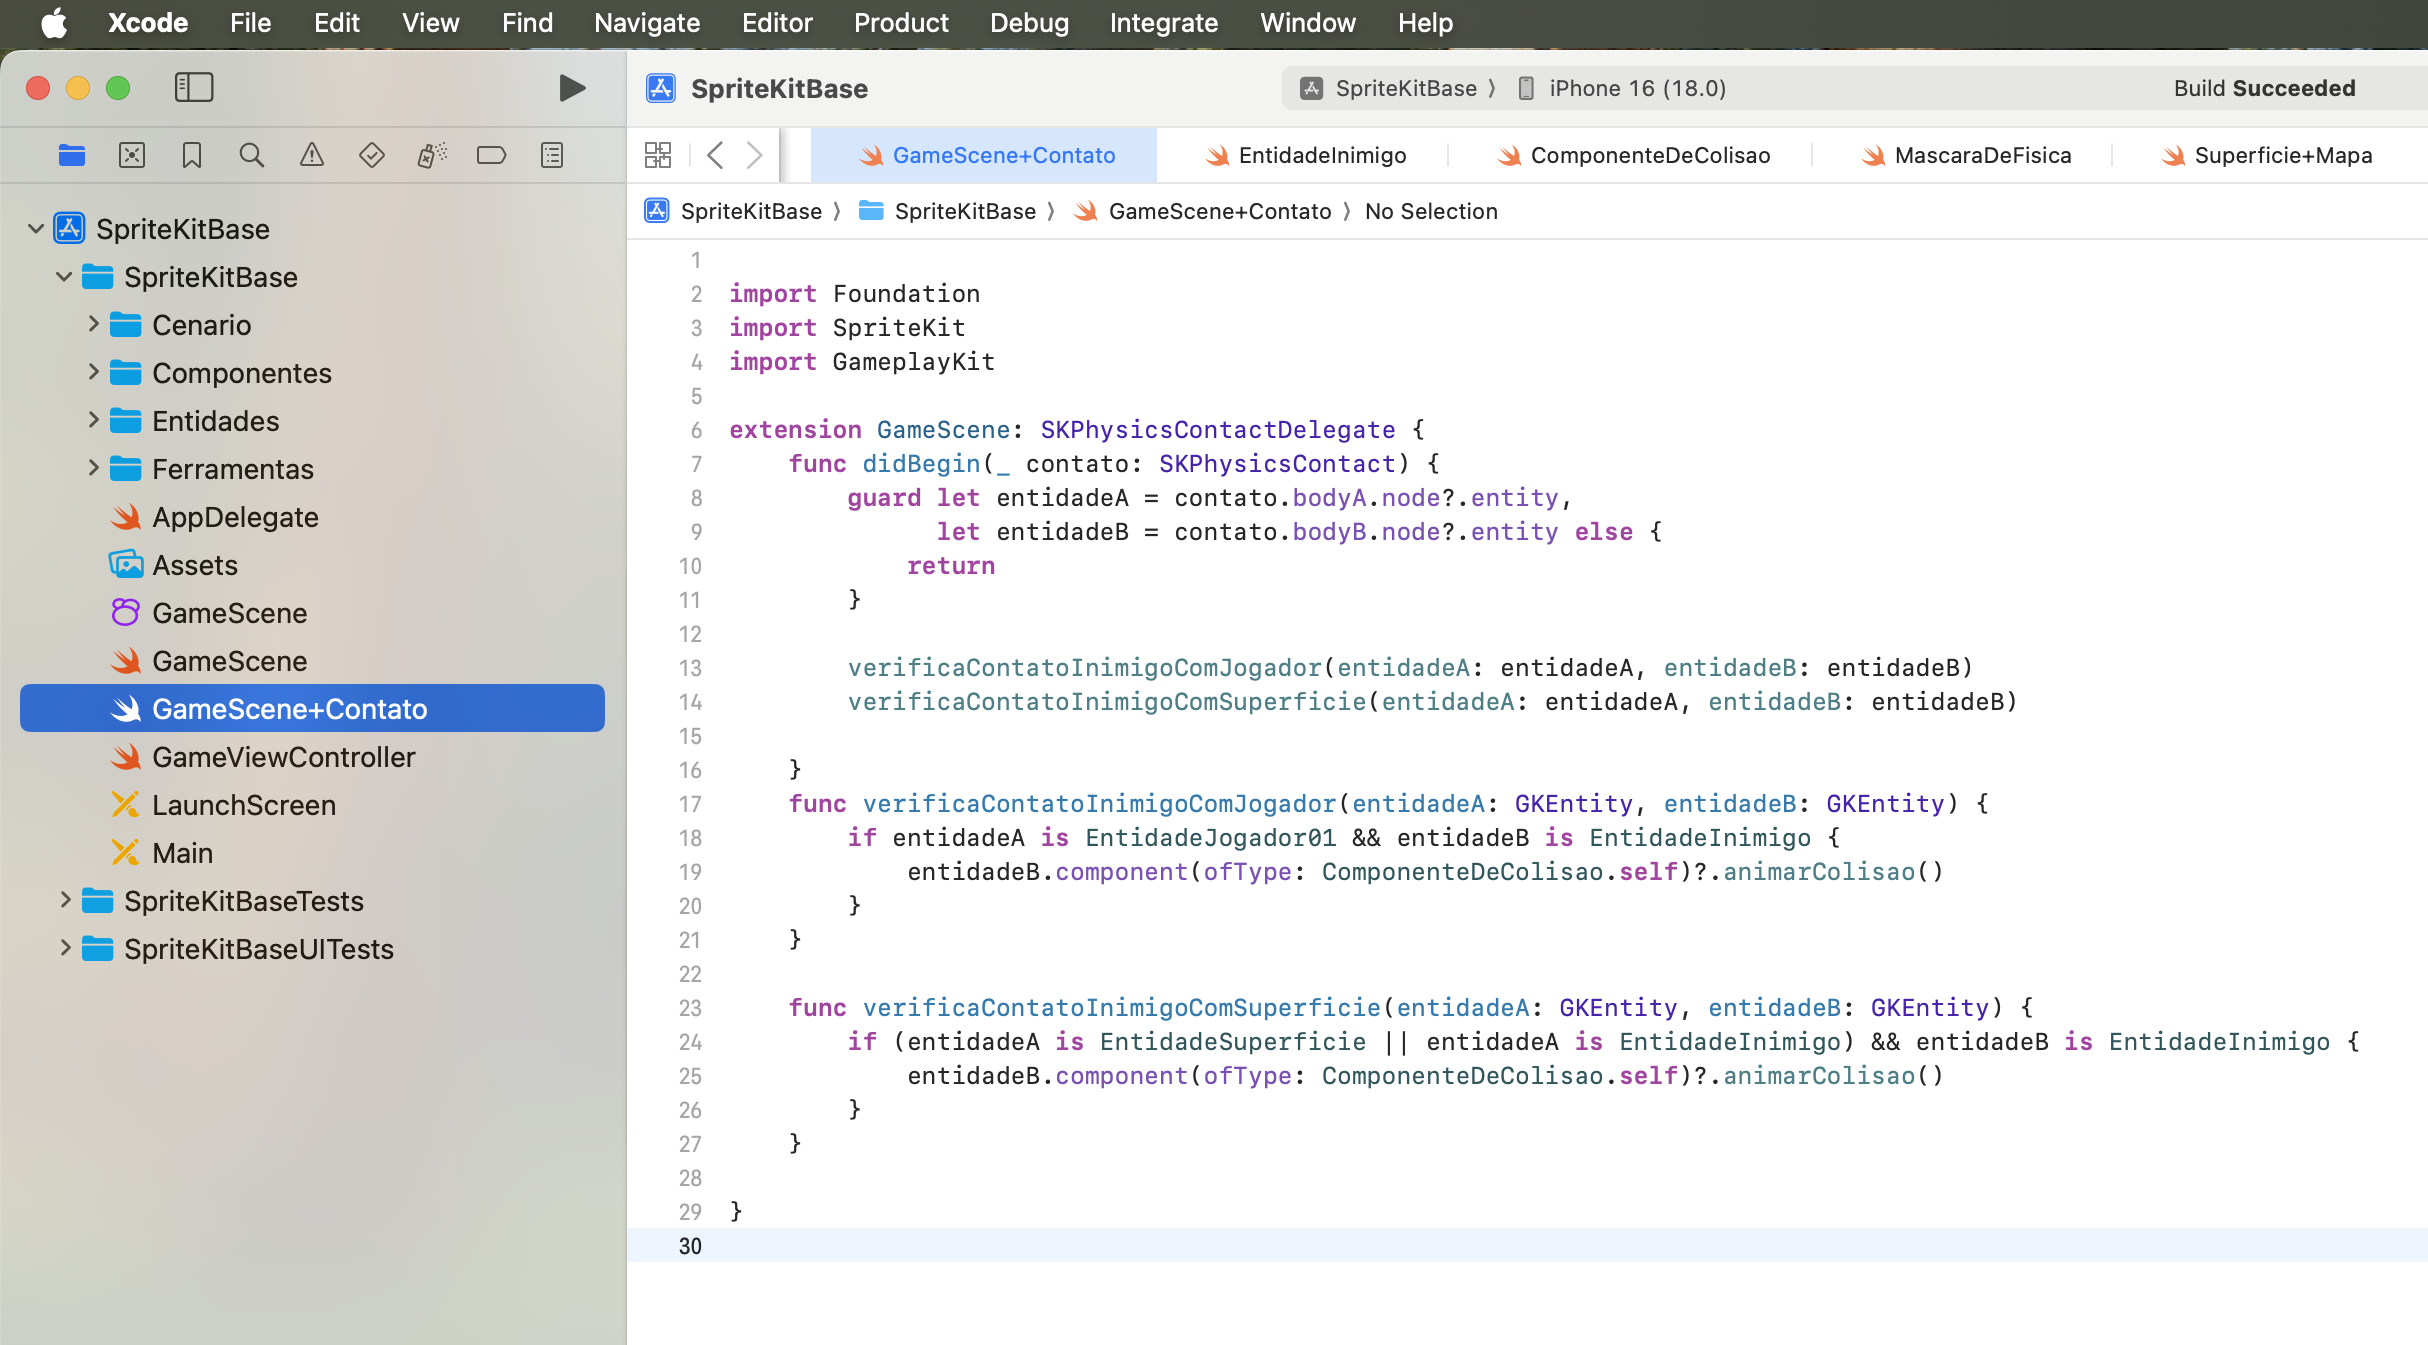 Xcode File Edit View Find Navigate Editor Product Debug Integrate Window Help
SpriteKitBase
SpriteKitBase 〉 iPhone 16 (18.0)
Build Succeeded
GameScene+Contato
EntidadeInimigo
ComponenteDeColisao
MascaraDeFisica
Superficie+Mapa
SpriteKitBase 〉 SpriteKitBase 〉 GameScene+Contato 〉 No Selection
SpriteKitBase
SpriteKitBase
Cenario
Componentes
Entidades
Ferramentas
AppDelegate
Assets
GameScene
GameScene
GameScene+Contato
GameViewController
LaunchScreen
Main
SpriteKitBaseTests
SpriteKitBaseUITests
1
2 import Foundation
3 import SpriteKit
4 import GameplayKit
5
6 extension GameScene: SKPhysicsContactDelegate {
7 func didBegin(_ contato: SKPhysicsContact) {
8 guard let entidadeA = contato.bodyA.node?.entity,
9 let entidadeB = contato.bodyB.node?.entity else {
10 return
11 }
12
13 verificaContatoInimigoComJogador(entidadeA: entidadeA, entidadeB: entidadeB)
14 verificaContatoInimigoComSuperficie(entidadeA: entidadeA, entidadeB: entidadeB)
15
16 }
17 func verificaContatoInimigoComJogador(entidadeA: GKEntity, entidadeB: GKEntity) {
18 if entidadeA is EntidadeJogador01 && entidadeB is EntidadeInimigo {
19 entidadeB.component(ofType: ComponenteDeColisao.self)?.animarColisao()
20 }
21 }
22
23 func verificaContatoInimigoComSuperficie(entidadeA: GKEntity, entidadeB: GKEntity) {
24 if (entidadeA is EntidadeSuperficie || entidadeA is EntidadeInimigo) && entidadeB is EntidadeInimigo {
25 entidadeB.component(ofType: ComponenteDeColisao.self)?.animarColisao()
26 }
27 }
28
29 }
30